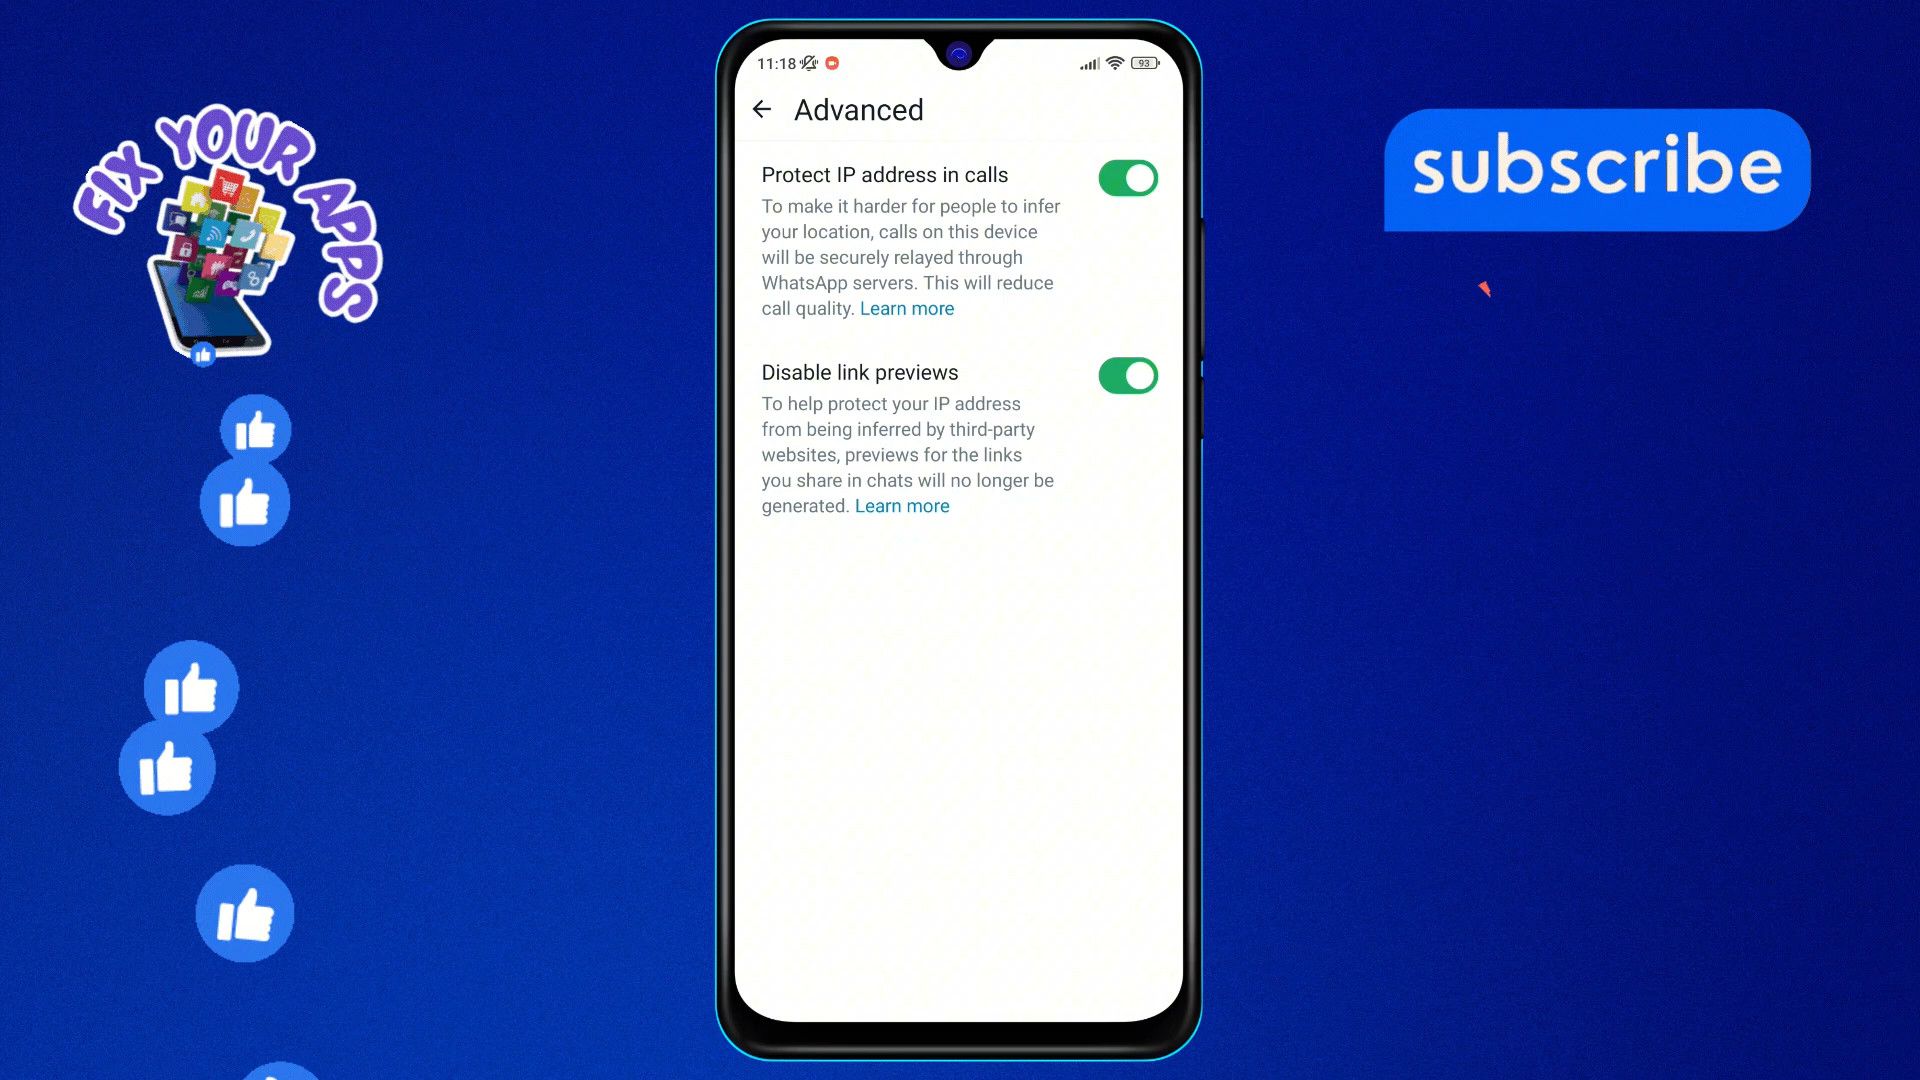 FIX YOUR APPS
11:18
93
Advanced
Protect IP address in calls
To make it harder for people to infer
your location, calls on this device
will be securely relayed through
WhatsApp servers. This will reduce
call quality. Learn more
Disable link previews
To help protect your IP address
from being inferred by third-party
websites, previews for the links
you share in chats will no longer be
generated. Learn more
subscribe